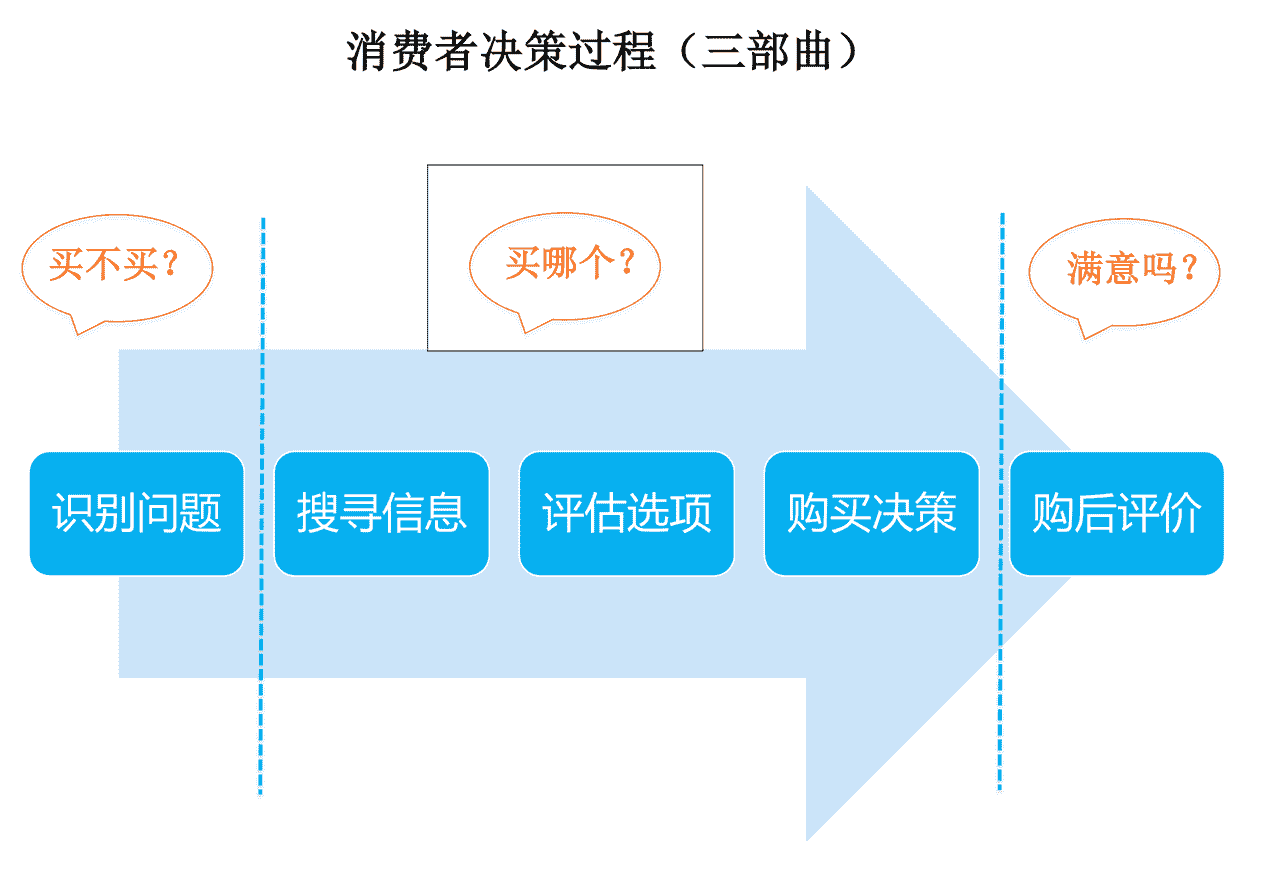 消费者决策过程（三部曲）
买不买？
买哪个？
满意吗？
识别问题
搜寻信息
评估选项
购买决策
购后评价